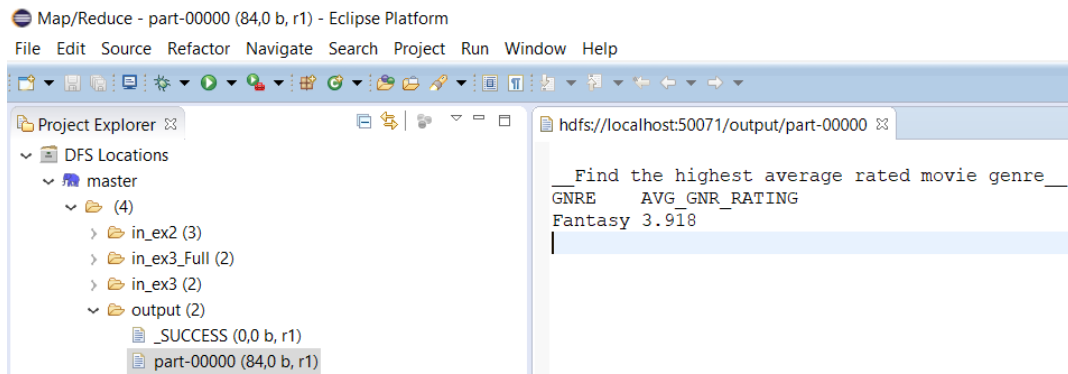 Map/Reduce - part-00000 (84,0 b, r1) - Eclipse Platform
File Edit Source Refactor Navigate Search Project Run Window Help
Project Explorer
DFS Locations
master
(4)
in_ex2 (3)
in_ex3_Full (2)
in_ex3 (2)
output (2)
_SUCCESS (0,0 b, r1)
part-00000 (84,0 b, r1)
hdfs://localhost:50071/output/part-00000
__Find the highest average rated movie genre__
GNRE AVG_GNR_RATING
Fantasy 3.918